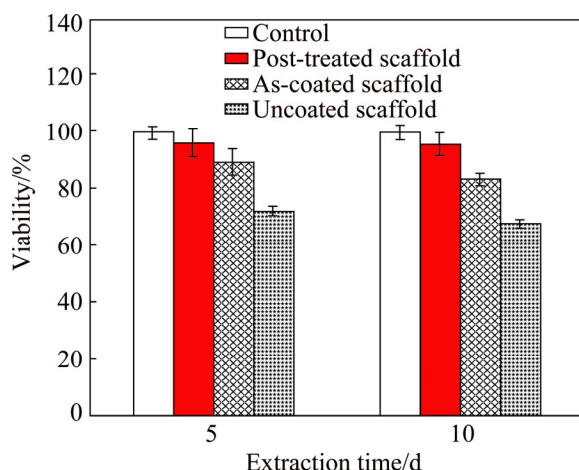 140
120
100
80
60
40
20
0
Viability/%
Control
Post-treated scaffold
As-coated scaffold
Uncoated scaffold
5
10
Extraction time/d